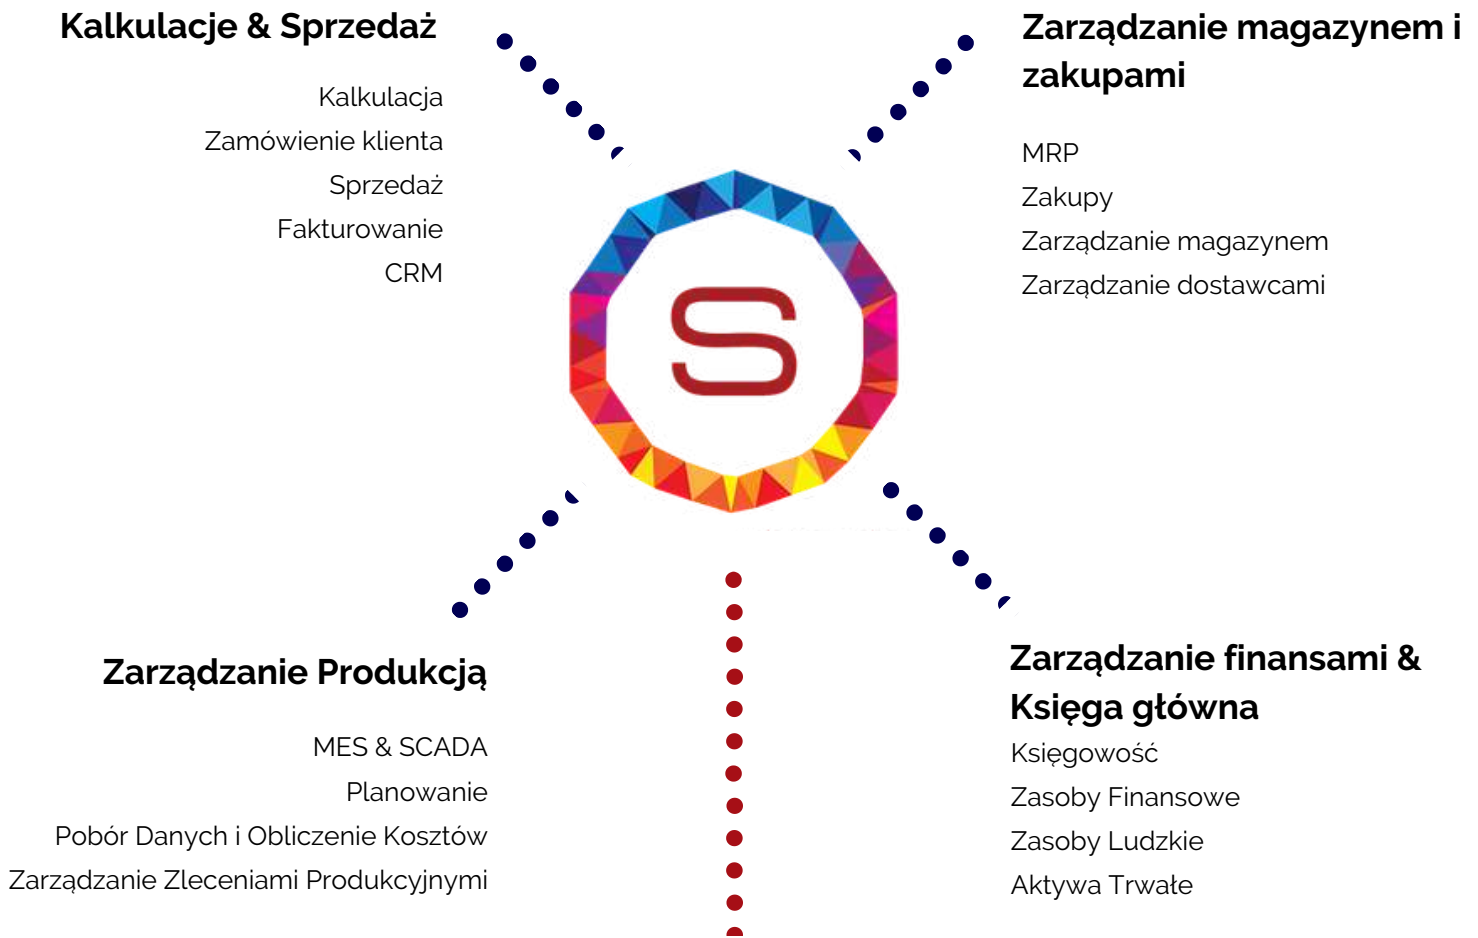 Kalkulacje & Sprzedaż
Kalkulacja
Zamówienie klienta
Sprzedaż
Fakturowanie
CRM
Zarządzanie magazynem i
zakupami
MRP
Zakupy
Zarządzanie magazynem
Zarządzanie dostawcami
S
Zarządzanie Produkcją
MES & SCADA
Planowanie
Pobór Danych i Obliczenie Kosztów
Zarządzanie Zleceniami Produkcyjnymi
Zarządzanie finansami &
Księga główna
Księgowość
Zasoby Finansowe
Zasoby Ludzkie
Aktywa Trwałe